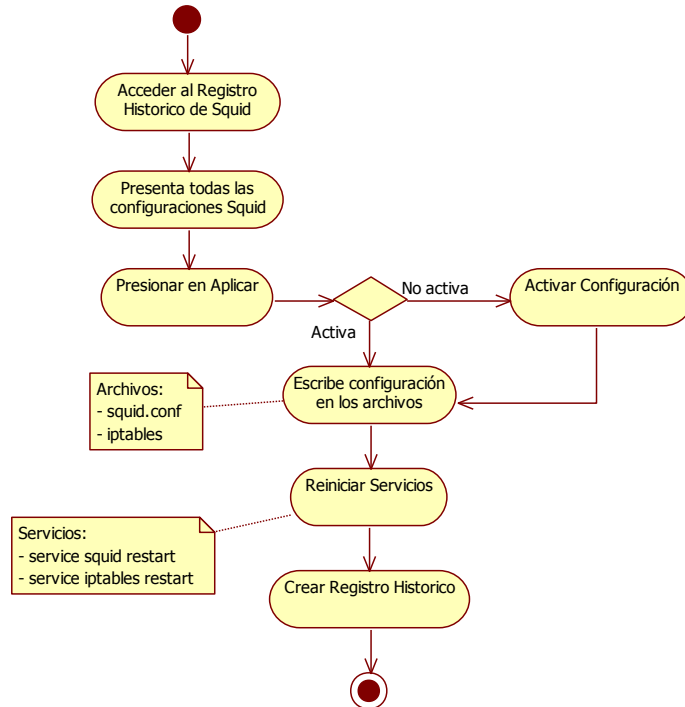 Acceder al Registro
Historico de Squid
Presenta todas las
configuraciones Squid
Presionar en Aplicar
No activa
Activar Configuración
Activa
Escribe configuración
en los archivos
Archivos:
- squid.conf
- iptables
Reiniciar Servicios
Servicios:
- service squid restart
- service iptables restart
Crear Registro Historico